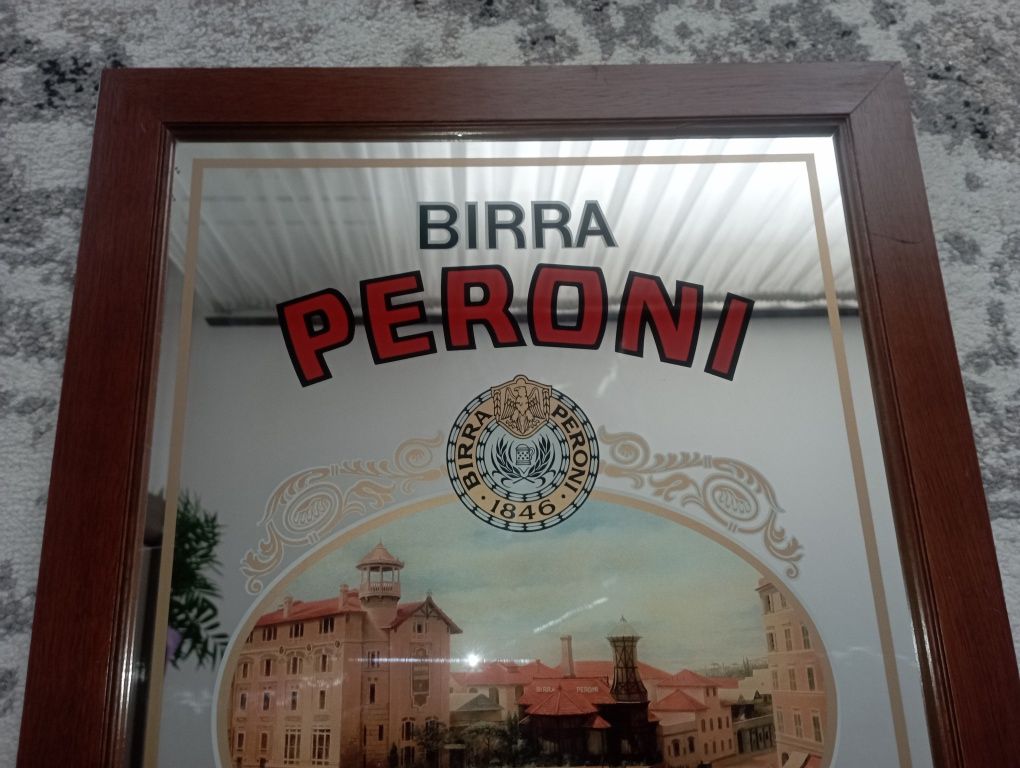 BIRRA
PERONI
BIRRA PERONI
· 1846 ·
BIRRA PERONI